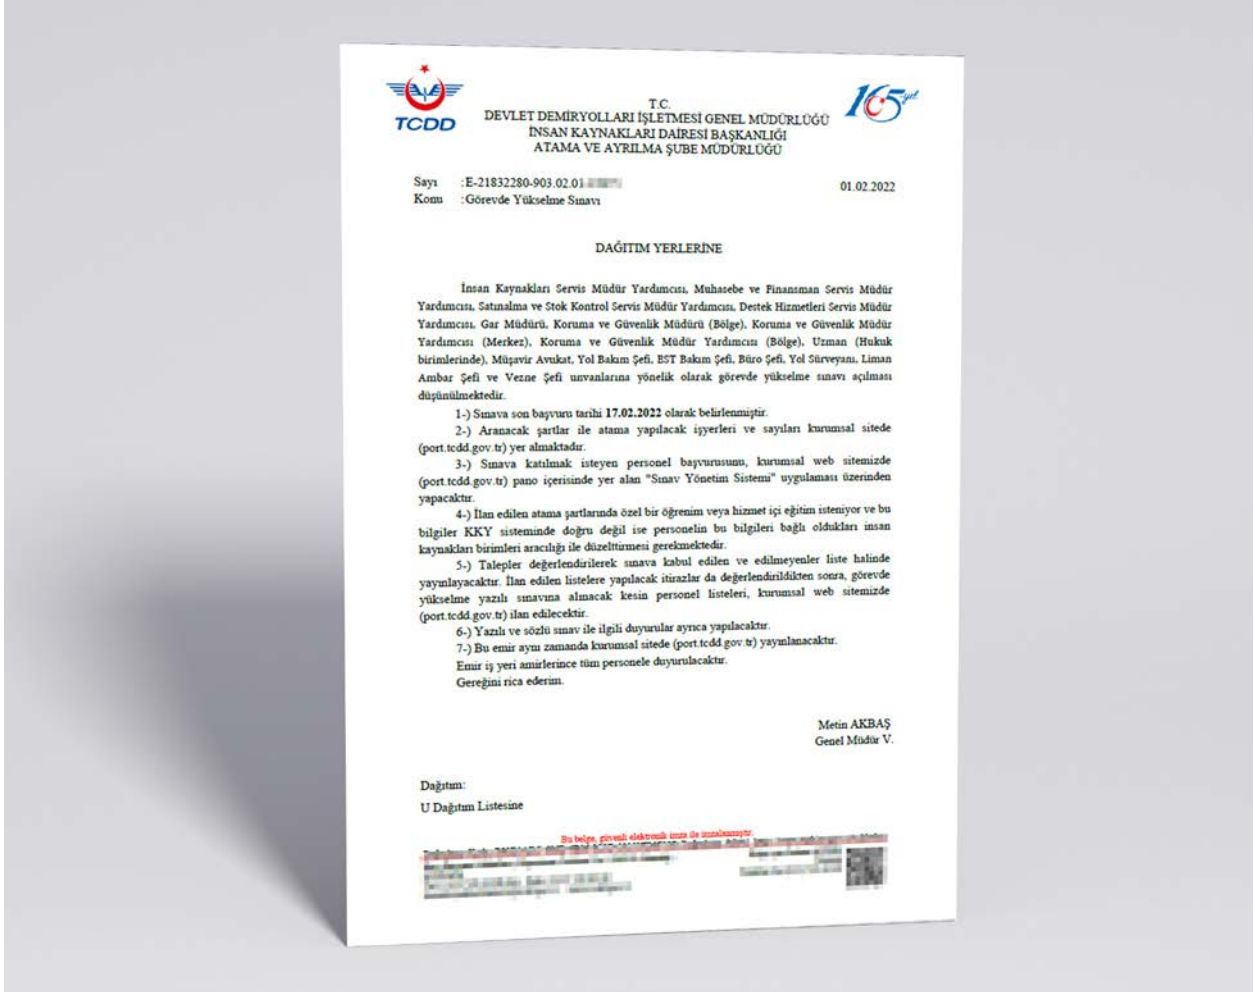 TCDD
165. yıl
T.C.
DEVLET DEMİRYOLLARI İŞLETMESİ GENEL MÜDÜRLÜĞÜ
İNSAN KAYNAKLARI DAİRESİ BAŞKANLIĞI
ATAMA VE AYRILMA ŞUBE MÜDÜRLÜĞÜ
Sayı :E-21832280-903.02.01
01.02.2022
Konu :Görevde Yükselme Sınavı
DAĞITIM YERLERİNE
İnsan Kaynakları Servis Müdür Yardımcısı, Muhasebe ve Finansman Servis Müdür
Yardımcısı, Satınalma ve Stok Kontrol Servis Müdür Yardımcısı, Destek Hizmetleri Servis Müdür
Yardımcısı, Gar Müdürü, Koruma ve Güvenlik Müdürü (Bölge), Koruma ve Güvenlik Müdür
Yardımcısı (Merkez), Koruma ve Güvenlik Müdür Yardımcısı (Bölge), Uzman (Hukuk
birimlerinde), Müşavir Avukat, Yol Bakım Şefi, EST Bakım Şefi, Büro Şefi, Yol Sürveyanı, Liman
Ambar Şefi ve Vezne Şefi unvanlarına yönelik olarak görevde yükselme sınavı açılması
düşünülmektedir.
1-) Sınava son başvuru tarihi 17.02.2022 olarak belirlenmiştir.
2-) Aranacak şartlar ile atama yapılacak işyerleri ve sayıları kurumsal sitede
(port.tcdd.gov.tr) yer almaktadır.
3-) Sınava katılmak isteyen personel başvurusunu, kurumsal web sitemizde
(port.tcdd.gov.tr) pano içerisinde yer alan "Sınav Yönetim Sistemi" uygulaması üzerinden
yapacaktır.
4-) İlan edilen atama şartlarında özel bir öğrenim veya hizmet içi eğitim isteniyor ve bu
bilgiler KKY sisteminde doğru değil ise personelin bu bilgileri bağlı oldukları insan
kaynakları birimleri aracılığı ile düzelttirmesi gerekmektedir.
5-) Talepler değerlendirilerek sınava kabul edilen ve edilmeyenler liste halinde
yayınlayacaktır. İlan edilen listelere yapılacak itirazlar da değerlendirildikten sonra, görevde
yükselme yazılı sınavına alınacak kesin personel listeleri, kurumsal web sitemizde
(port.tcdd.gov.tr) ilan edilecektir.
6-) Yazılı ve sözlü sınav ile ilgili duyurular ayrıca yapılacaktır.
7-) Bu emir aynı zamanda kurumsal sitede (port.tcdd.gov.tr) yayınlanacaktır.
Emir iş yeri amirlerince tüm personele duyurulacaktır.
Gereğini rica ederim.
Metin AKBAŞ
Genel Müdür V.
Dağıtım:
U Dağıtım Listesine
Bu belge, güvenli elektronik imza ile imzalanmıştır.